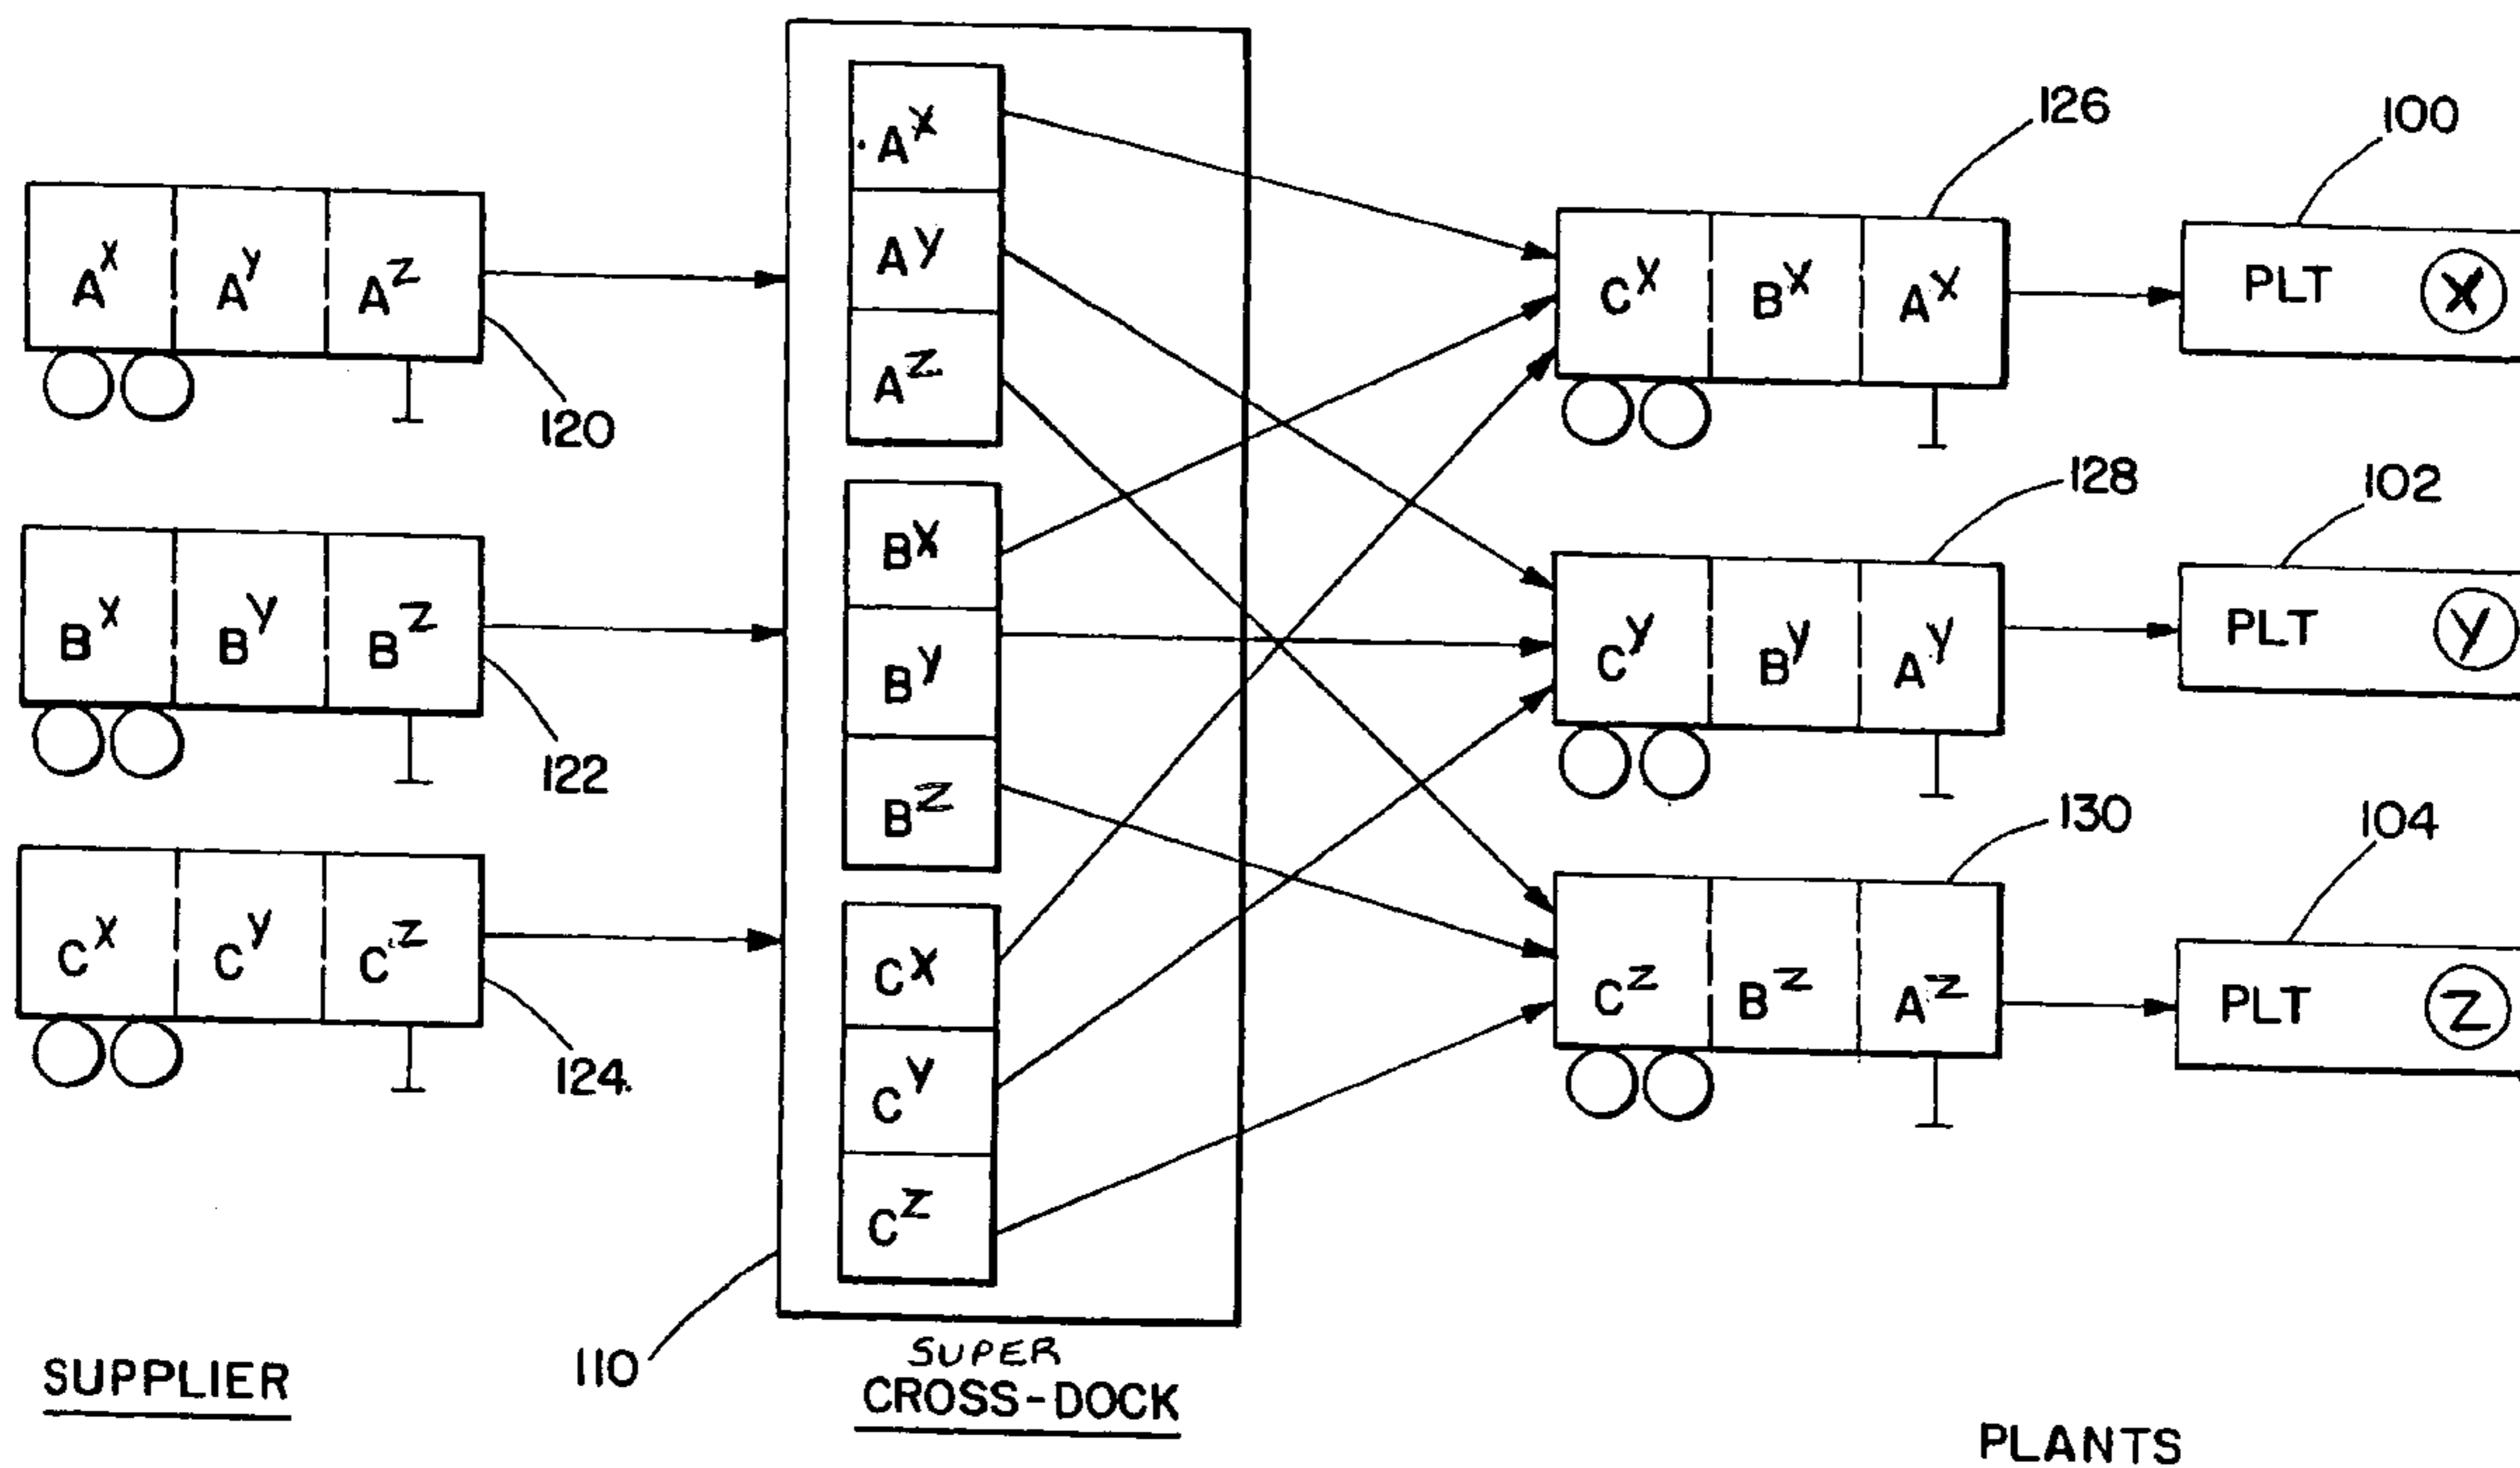 A^x A^y A^z
120
B^x B^y B^z
122
C^x C^y C^z
124
SUPPLIER
A^x
A^y
A^z
B^x
B^y
B^z
C^x
C^y
C^z
110
SUPER
CROSS-DOCK
126
C^x B^x A^x
128
C^y B^y A^y
130
C^z B^z A^z
100
PLT X
102
PLT Y
104
PLT Z
PLANTS